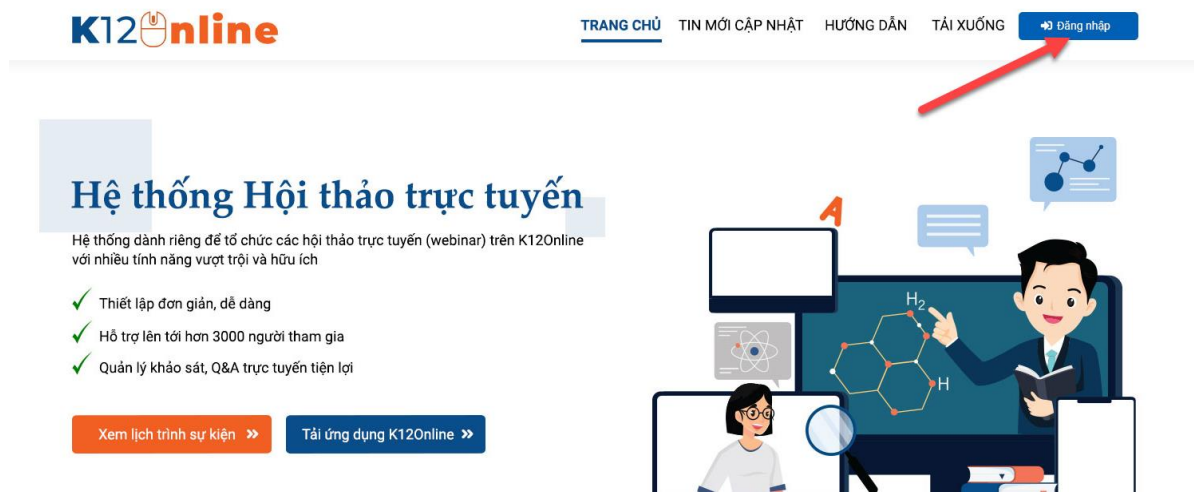 K12Online
TRANG CHỦ TIN MỚI CẬP NHẬT HƯỚNG DẪN TẢI XUỐNG Đăng nhập
Hệ thống Hội thảo trực tuyến
Hệ thống dành riêng để tổ chức các hội thảo trực tuyến (webinar) trên K12Online
với nhiều tính năng vượt trội và hữu ích
Thiết lập đơn giản, dễ dàng
Hỗ trợ lên tới hơn 3000 người tham gia
Quản lý khảo sát, Q&A trực tuyến tiện lợi
Xem lịch trình sự kiện »
Tải ứng dụng K12Online »
A
H₂
H